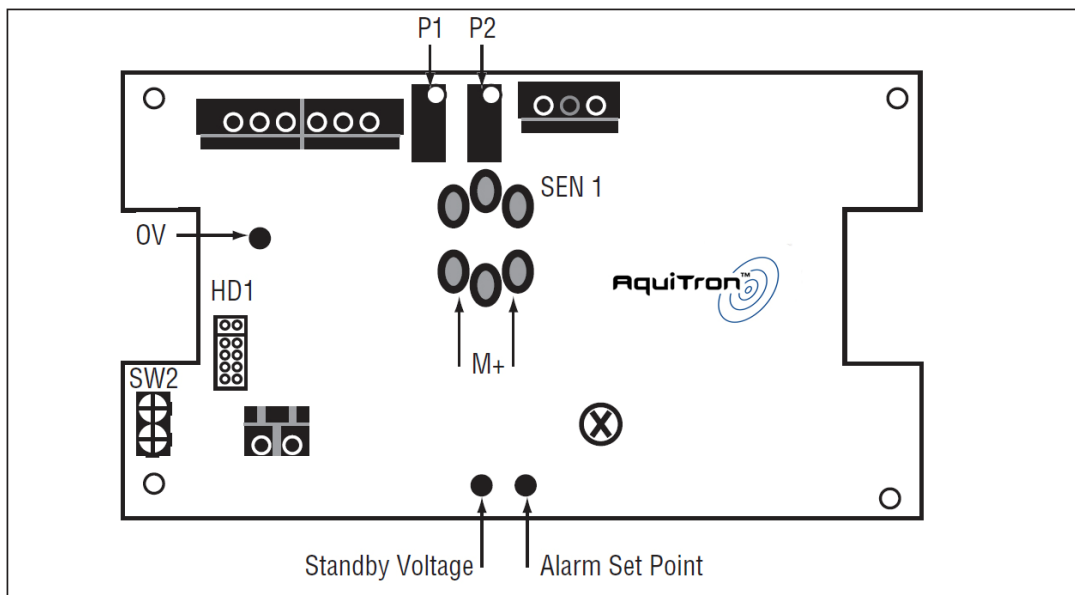 P1 P2
SEN 1
0V
HD1
AquiTron™
M+
SW2
Standby Voltage Alarm Set Point